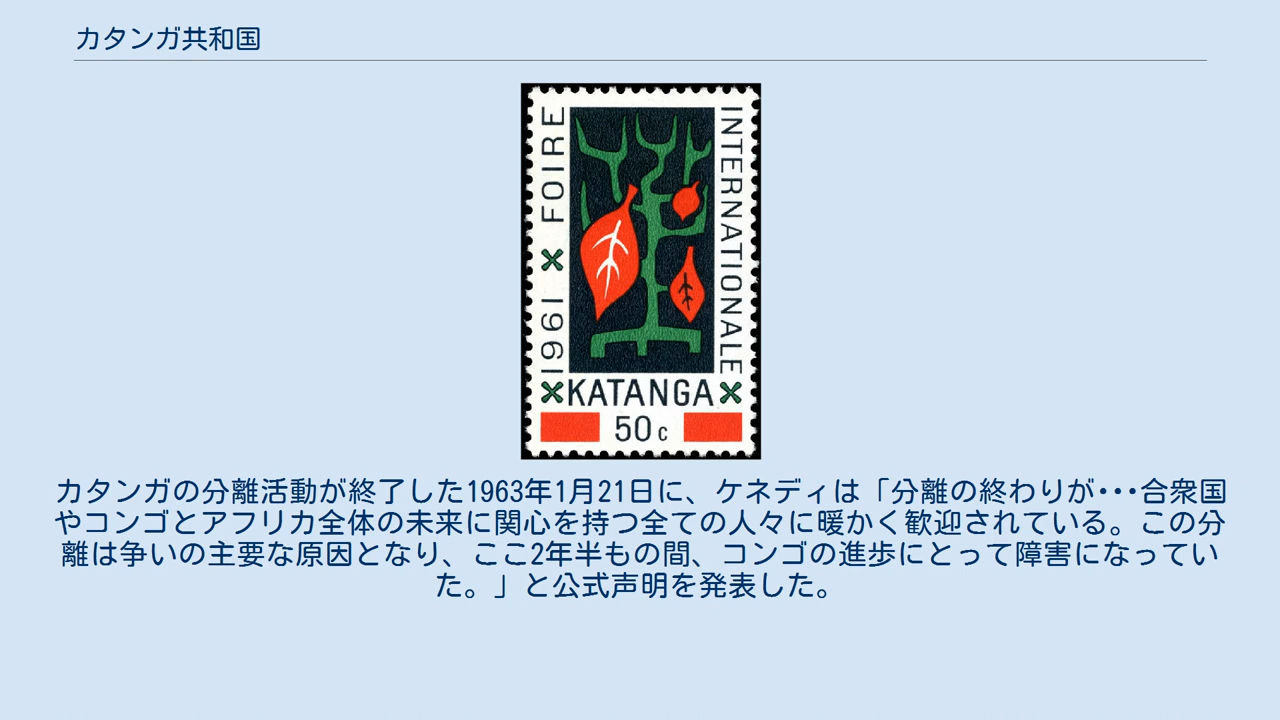 カタンガ共和国
1961 × FOIRE
INTERNATIONALE
×KATANGA×
50 c
カタンガの分離活動が終了した1963年1月21日に、ケネディは「分離の終わりが･･･合衆国
やコンゴとアフリカ全体の未来に関心を持つ全ての人々に暖かく歓迎されている。この分
離は争いの主要な原因となり、ここ2年半もの間、コンゴの進歩にとって障害になってい
た。」と公式声明を発表した。